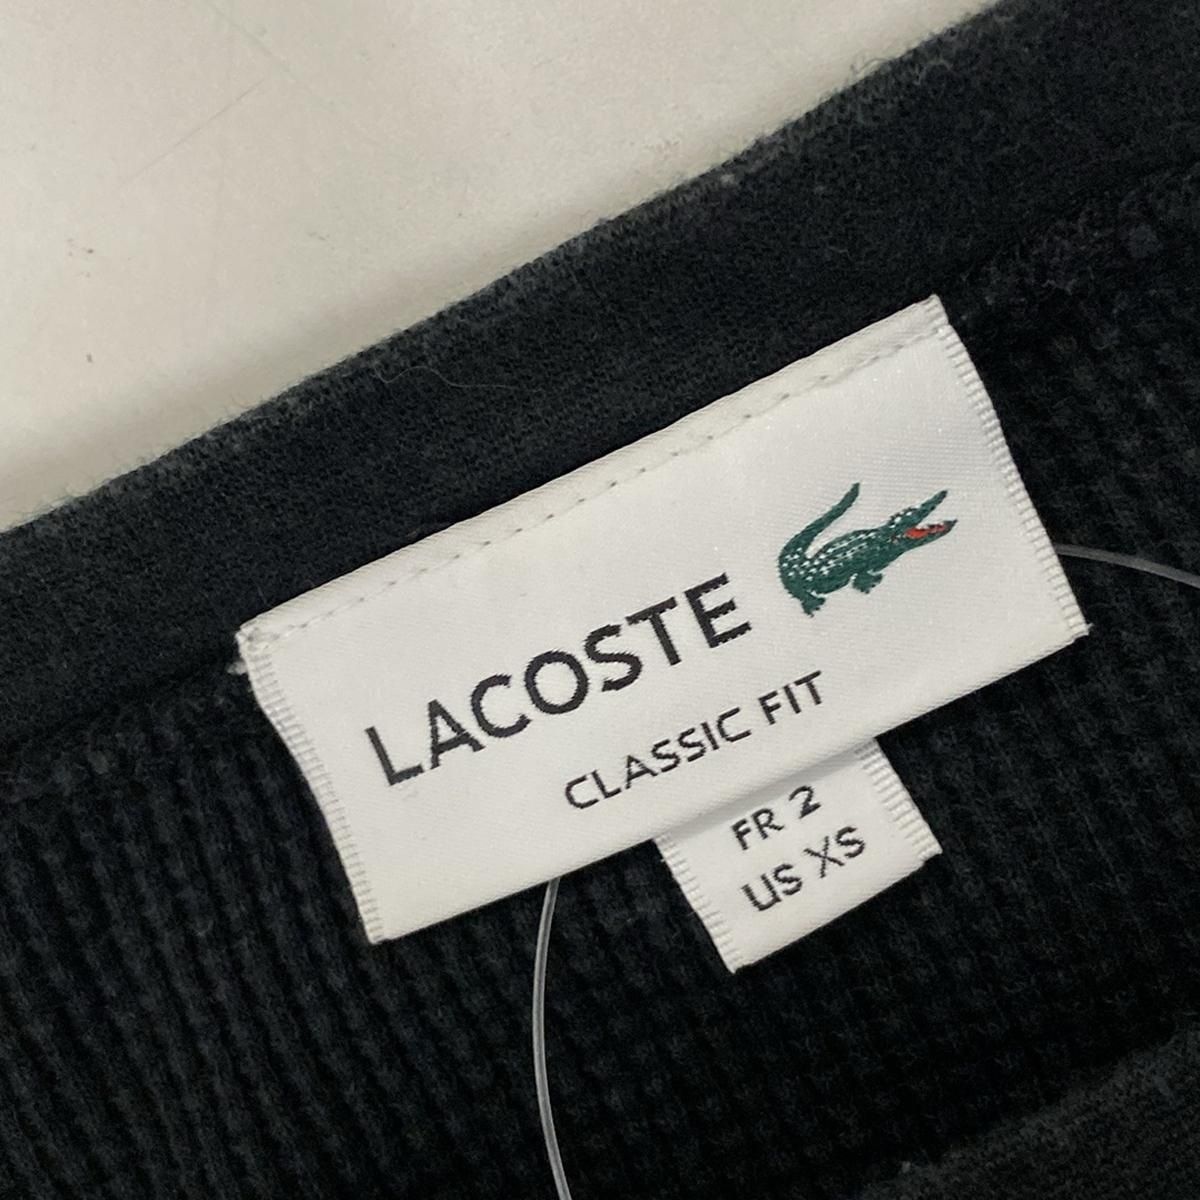 LACOSTE
CLASSIC FIT
FR 2
US XS